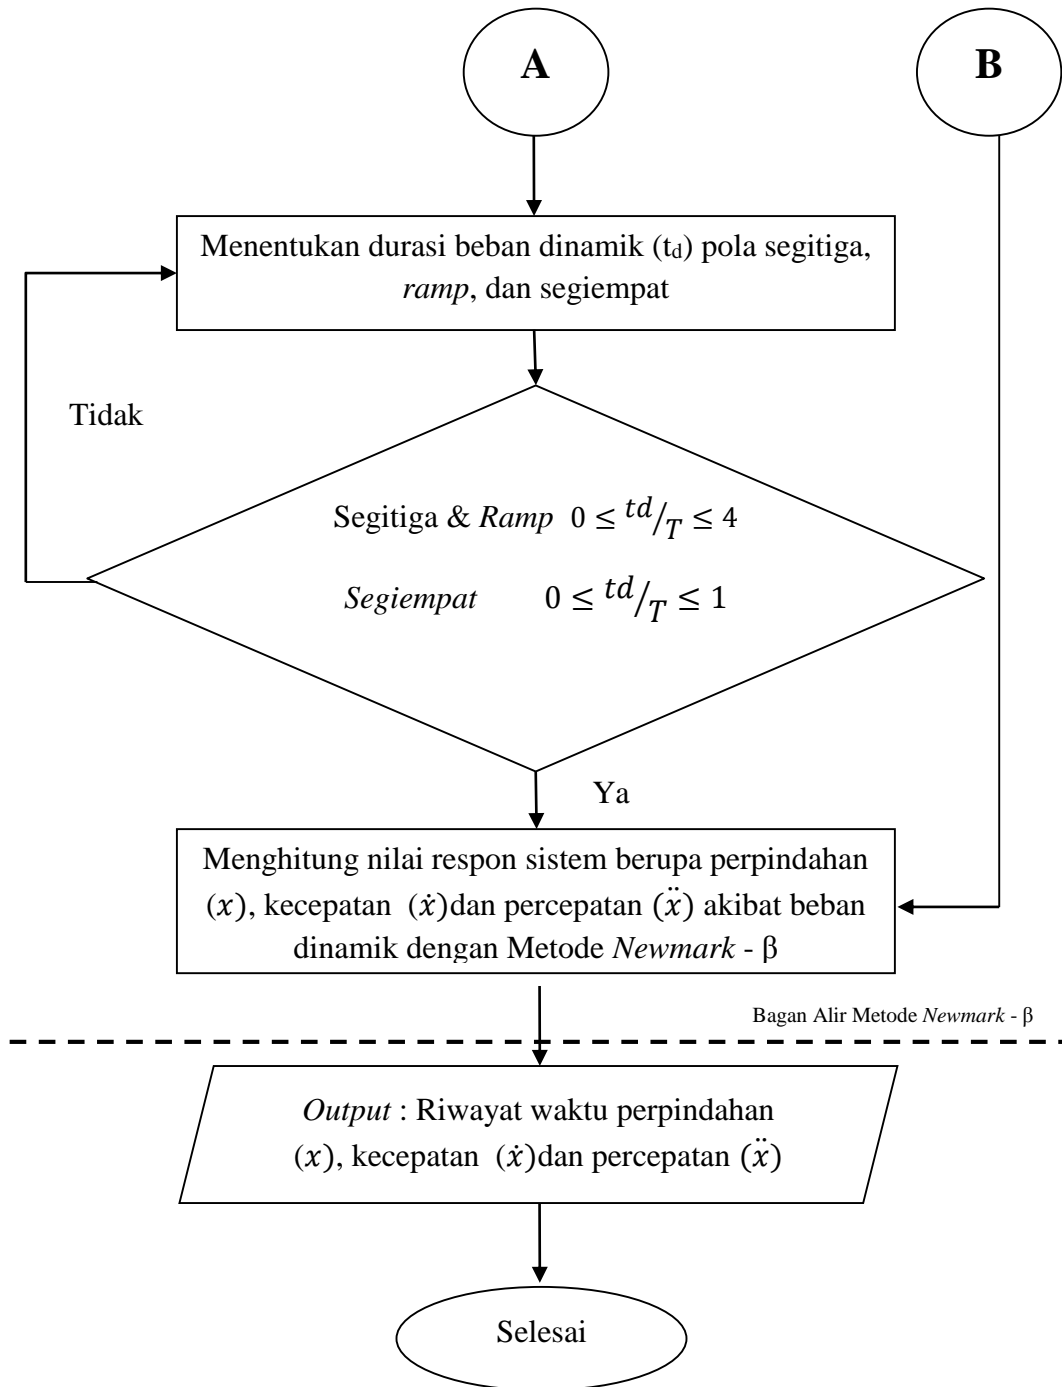 A
B
Menentukan durasi beban dinamik (td) pola segitiga,
ramp, dan segiempat
Tidak
Segitiga & Ramp 0 ≤ td/T ≤ 4
Segiempat 0 ≤ td/T ≤ 1
Ya
Menghitung nilai respon sistem berupa perpindahan
(x), kecepatan (ẋ)dan percepatan (ẍ) akibat beban
dinamik dengan Metode Newmark - β
Bagan Alir Metode Newmark - β
Output : Riwayat waktu perpindahan
(x), kecepatan (ẋ)dan percepatan (ẍ)
Selesai